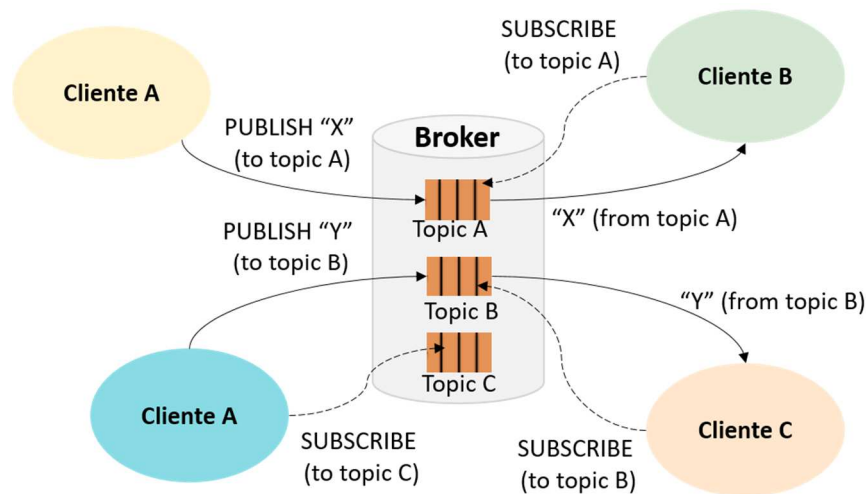 Cliente A
PUBLISH “X”
(to topic A)
SUBSCRIBE
(to topic A)
Cliente B
Broker
Topic A
“X” (from topic A)
PUBLISH “Y”
(to topic B)
Topic B
“Y” (from topic B)
Topic C
Cliente A
SUBSCRIBE
(to topic C)
SUBSCRIBE
(to topic B)
Cliente C